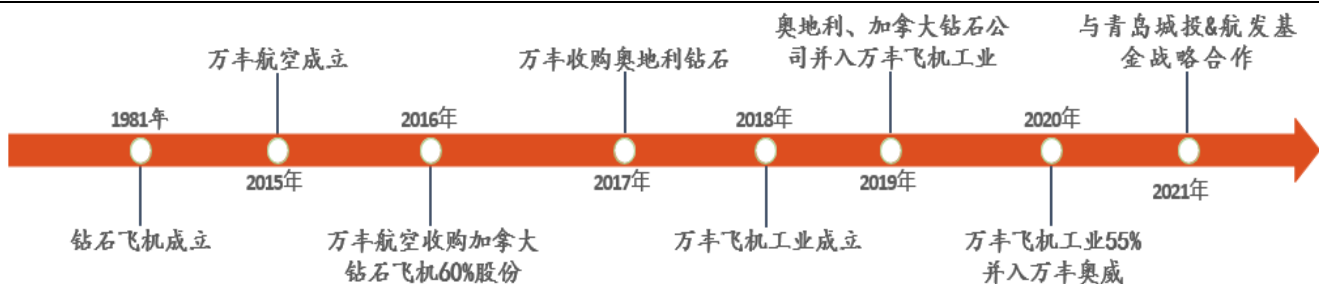 奥地利、加拿大钻石公
司并入万丰飞机工业
与青岛城投&航发基
金战略合作
万丰航空成立
万丰收购奥地利钻石
1981年
2016年
2018年
2020年
2015年
2017年
2019年
2021年
钻石飞机成立
万丰航空收购加拿大
钻石飞机60%股份
万丰飞机工业成立
万丰飞机工业55%
并入万丰奥威